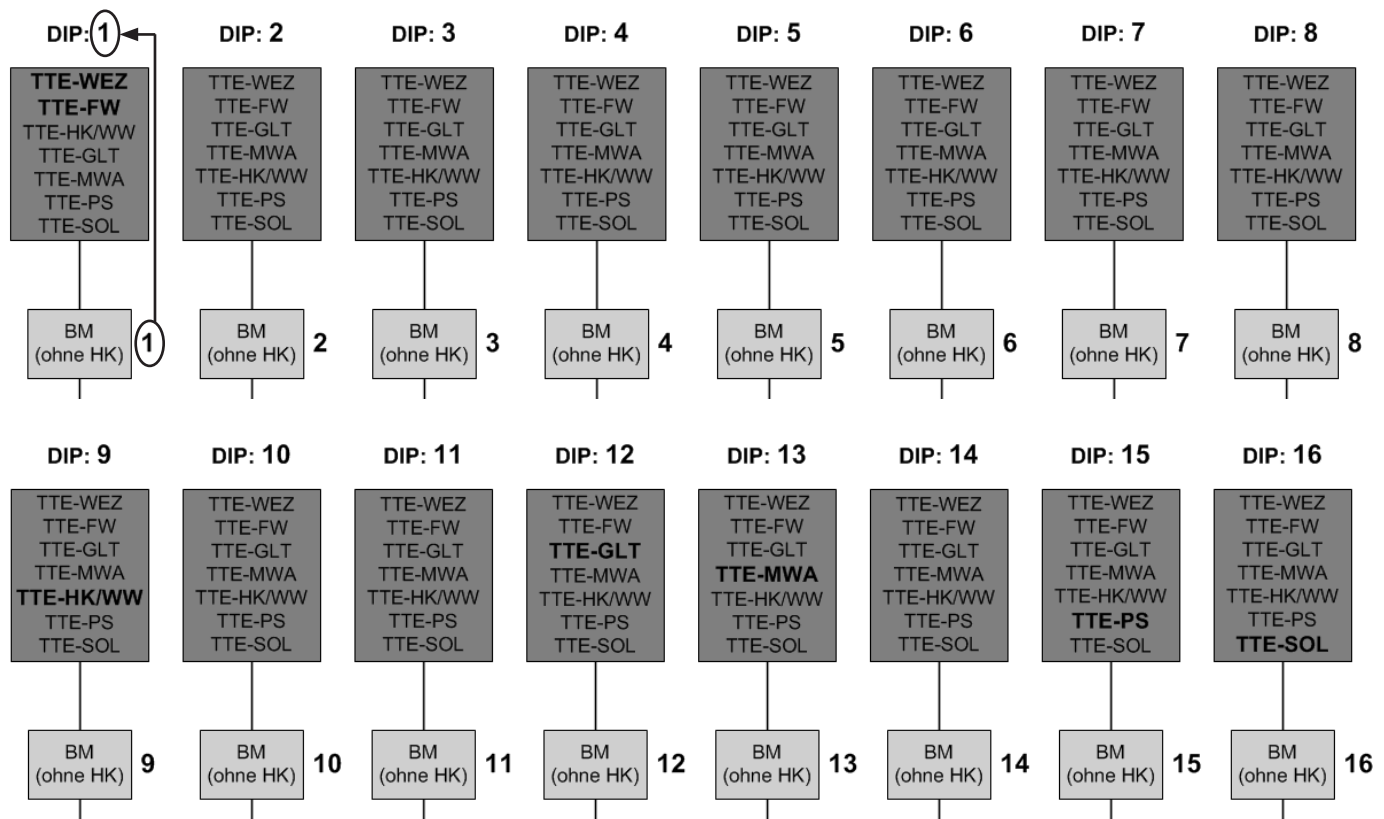 DIP: 1
TTE-WEZ
TTE-FW
TTE-HK/WW
TTE-GLT
TTE-MWA
TTE-PS
TTE-SOL
BM
(ohne HK)
1
DIP: 2
TTE-WEZ
TTE-FW
TTE-GLT
TTE-MWA
TTE-HK/WW
TTE-PS
TTE-SOL
BM
(ohne HK)
2
DIP: 3
TTE-WEZ
TTE-FW
TTE-GLT
TTE-MWA
TTE-HK/WW
TTE-PS
TTE-SOL
BM
(ohne HK)
3
DIP: 4
TTE-WEZ
TTE-FW
TTE-GLT
TTE-MWA
TTE-HK/WW
TTE-PS
TTE-SOL
BM
(ohne HK)
4
DIP: 5
TTE-WEZ
TTE-FW
TTE-GLT
TTE-MWA
TTE-HK/WW
TTE-PS
TTE-SOL
BM
(ohne HK)
5
DIP: 6
TTE-WEZ
TTE-FW
TTE-GLT
TTE-MWA
TTE-HK/WW
TTE-PS
TTE-SOL
BM
(ohne HK)
6
DIP: 7
TTE-WEZ
TTE-FW
TTE-GLT
TTE-MWA
TTE-HK/WW
TTE-PS
TTE-SOL
BM
(ohne HK)
7
DIP: 8
TTE-WEZ
TTE-FW
TTE-GLT
TTE-MWA
TTE-HK/WW
TTE-PS
TTE-SOL
BM
(ohne HK)
8
DIP: 9
TTE-WEZ
TTE-FW
TTE-GLT
TTE-MWA
TTE-HK/WW
TTE-PS
TTE-SOL
BM
(ohne HK)
9
DIP: 10
TTE-WEZ
TTE-FW
TTE-GLT
TTE-MWA
TTE-HK/WW
TTE-PS
TTE-SOL
BM
(ohne HK)
10
DIP: 11
TTE-WEZ
TTE-FW
TTE-GLT
TTE-MWA
TTE-HK/WW
TTE-PS
TTE-SOL
BM
(ohne HK)
11
DIP: 12
TTE-WEZ
TTE-FW
TTE-GLT
TTE-MWA
TTE-HK/WW
TTE-PS
TTE-SOL
BM
(ohne HK)
12
DIP: 13
TTE-WEZ
TTE-FW
TTE-GLT
TTE-MWA
TTE-HK/WW
TTE-PS
TTE-SOL
BM
(ohne HK)
13
DIP: 14
TTE-WEZ
TTE-FW
TTE-GLT
TTE-MWA
TTE-HK/WW
TTE-PS
TTE-SOL
BM
(ohne HK)
14
DIP: 15
TTE-WEZ
TTE-FW
TTE-GLT
TTE-MWA
TTE-HK/WW
TTE-PS
TTE-SOL
BM
(ohne HK)
15
DIP: 16
TTE-WEZ
TTE-FW
TTE-GLT
TTE-MWA
TTE-HK/WW
TTE-PS
TTE-SOL
BM
(ohne HK)
16